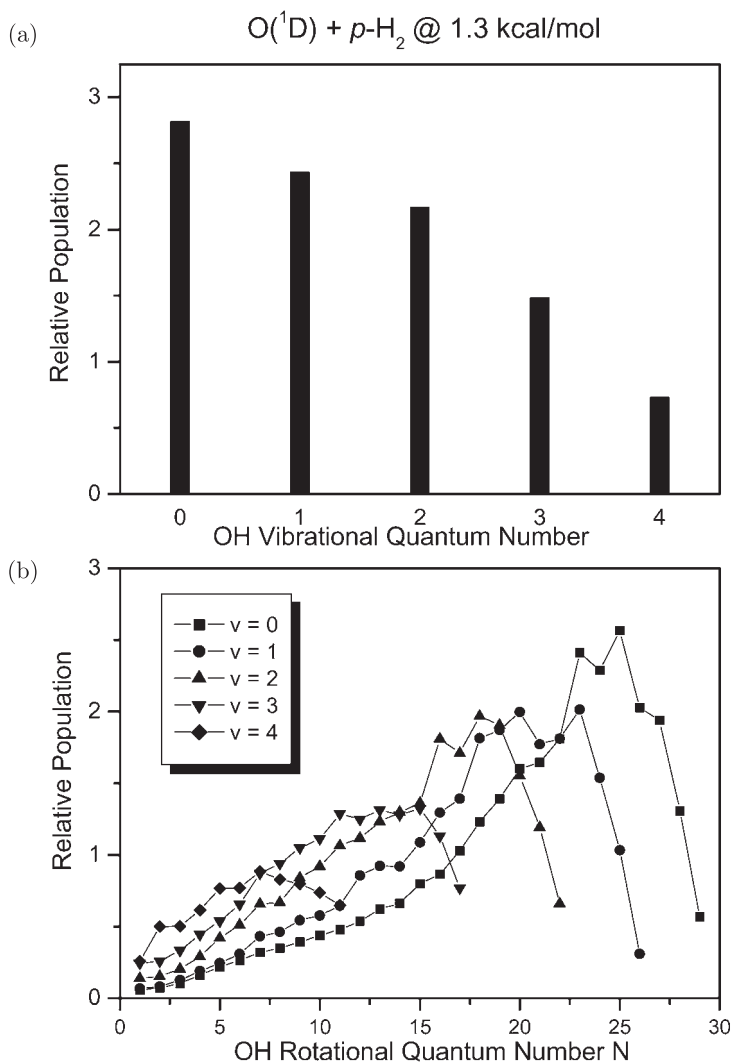 (a)
O(¹D) + p-H₂ @ 1.3 kcal/mol
3
2
1
0
Relative Population
0 1 2 3 4
OH Vibrational Quantum Number
(b)
3
2
1
0
Relative Population
v = 0
v = 1
v = 2
v = 3
v = 4
0 5 10 15 20 25 30
OH Rotational Quantum Number N